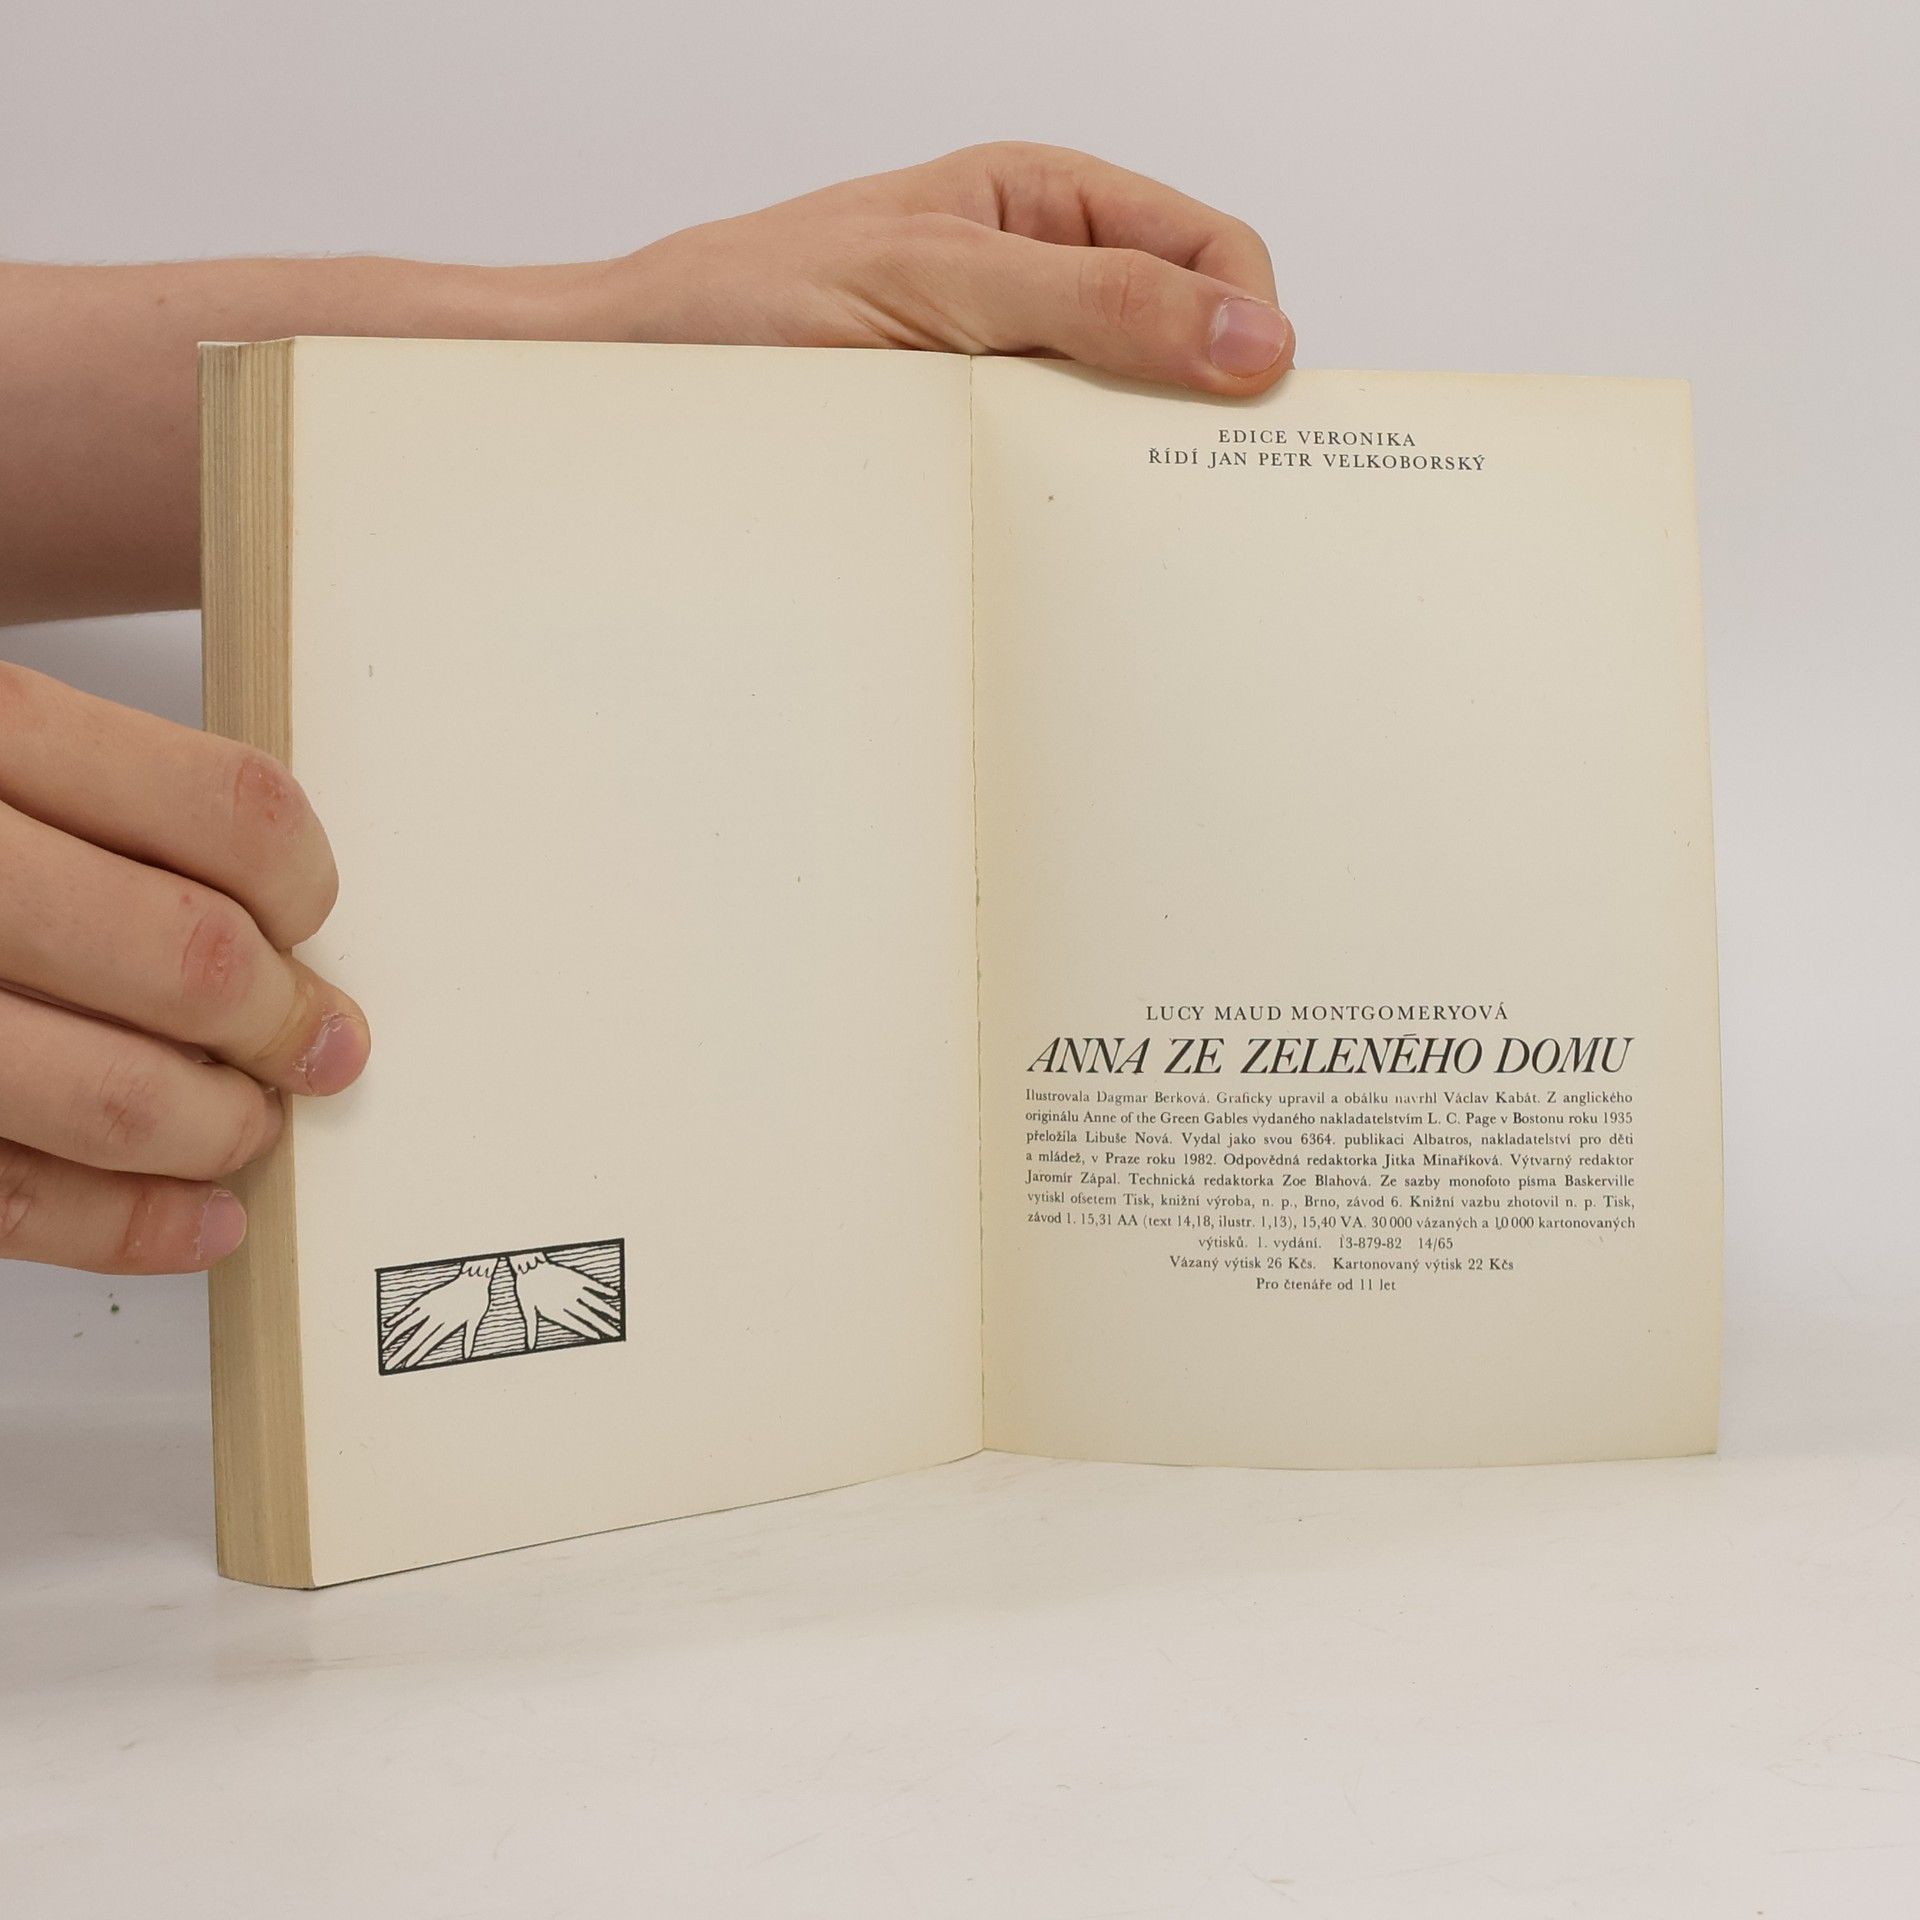 EDICE VERONIKA
ŘÍDÍ JAN PETR VELKOBORSKÝ
LUCY MAUD MONTGOMERYOVÁ
ANNA ZE ZELENÉHO DOMU
Ilustrovala Dagmar Berková. Graficky upravil a obálku navrhl Václav Kabát. Z anglického
originálu Anne of the Green Gables vydaného nakladatelstvím L. C. Page v Bostonu roku 1935
přeložila Libuše Nová. Vydal jako svou 6364. publikaci Albatros, nakladatelství pro děti
a mládež, v Praze roku 1982. Odpovědná redaktorka Jitka Minaříková. Výtvarný redaktor
Jaromír Zápal. Technická redaktorka Zoe Blahová. Ze sazby monofoto písma Baskerville
vytiskl ofsetem Tisk, knižní výroba, n. p., Brno, závod 6. Knižní vazbu zhotovil n. p. Tisk,
závod 1. 15,31 AA (text 14,18, ilustr. 1,13), 15,40 VA. 30 000 vázaných a 10 000 kartonovaných
výtisků. 1. vydání. 13-879-82 14/65
Vázaný výtisk 26 Kčs. Kartonovaný výtisk 22 Kčs
Pro čtenáře od 11 let